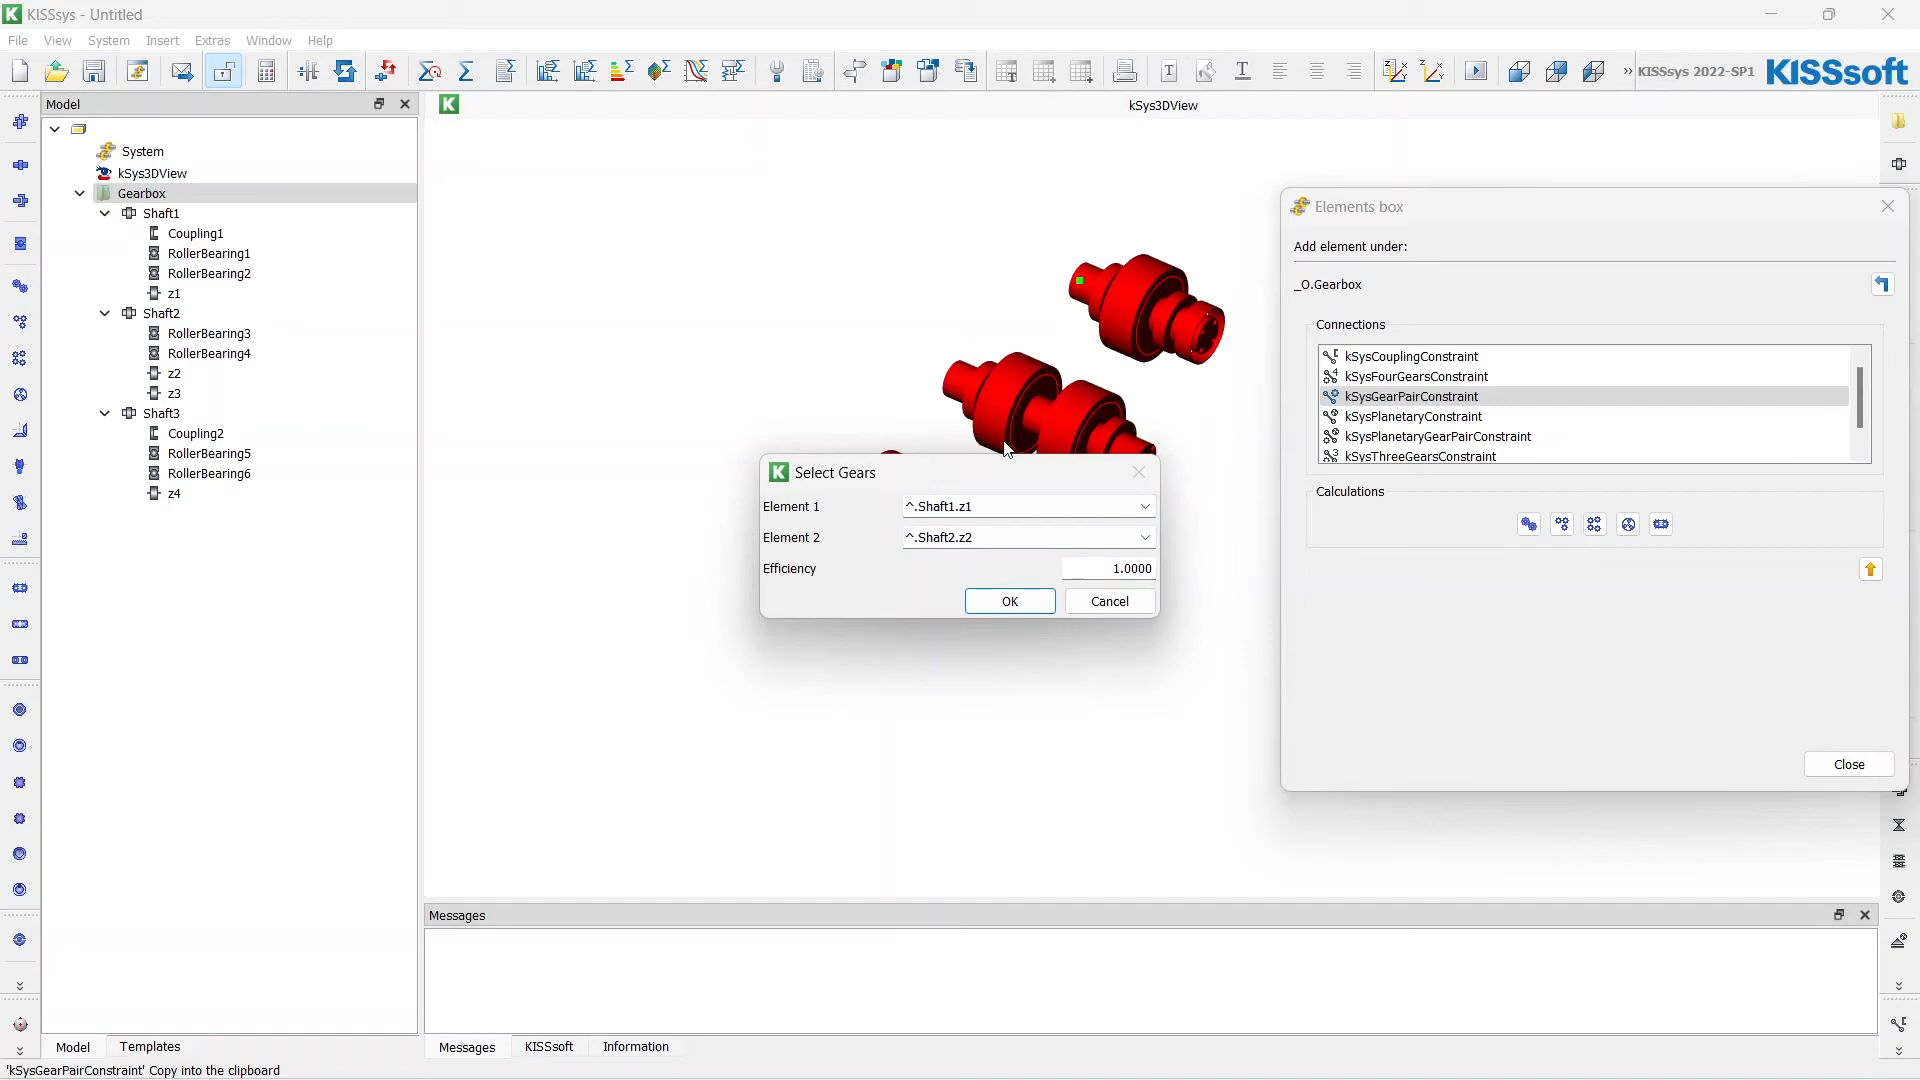 KISSsys - Untitled
File View System Insert Extras Window Help
KISSsys 2022-SP1 KISSsoft
Model
kSys3DView
System
kSys3DView
Gearbox
Shaft1
Coupling1
RollerBearing1
RollerBearing2
z1
Shaft2
RollerBearing3
RollerBearing4
z2
z3
Shaft3
Coupling2
RollerBearing5
RollerBearing6
z4
Select Gears
Element 1 ^.Shaft1.z1
Element 2 ^.Shaft2.z2
Efficiency 1.0000
OK Cancel
Elements box
Add element under:
_O.Gearbox
Connections
kSysCouplingConstraint
kSysFourGearsConstraint
kSysGearPairConstraint
kSysPlanetaryConstraint
kSysPlanetaryGearPairConstraint
kSysThreeGearsConstraint
Calculations
Close
Messages
Model Templates
Messages KISSsoft Information
'kSysGearPairConstraint' Copy into the clipboard